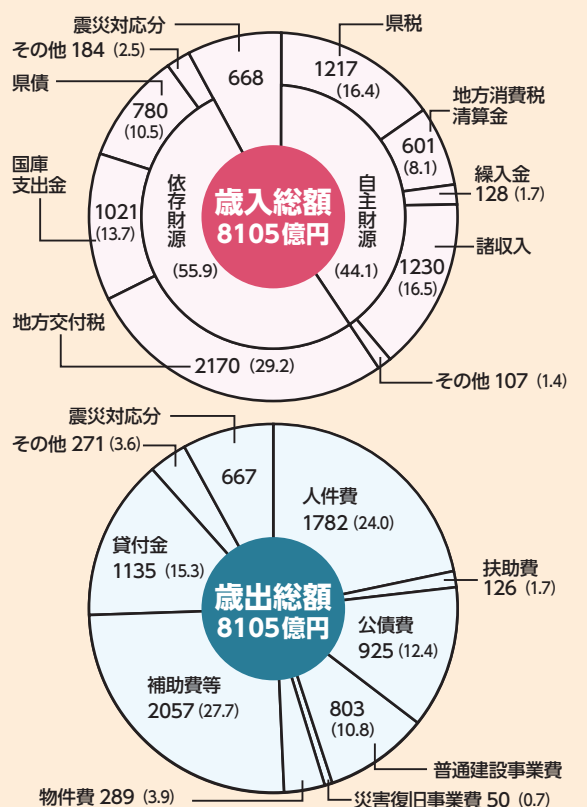 震災対応分
668
その他 184 (2.5)
県債
780
(10.5)
国庫
支出金
1021
(13.7)
地方交付税
2170 (29.2)
依存財源
(55.9)
歳入総額
8105億円
自主財源
(44.1)
県税
1217
(16.4)
地方消費税
清算金
601
(8.1)
繰入金
128 (1.7)
諸収入
1230
(16.5)
その他 107 (1.4)
震災対応分
667
その他 271 (3.6)
貸付金
1135 (15.3)
補助費等
2057 (27.7)
物件費 289 (3.9)
歳出総額
8105億円
人件費
1782 (24.0)
扶助費
126 (1.7)
公債費
925 (12.4)
803
(10.8)
普通建設事業費
災害復旧事業費 50 (0.7)